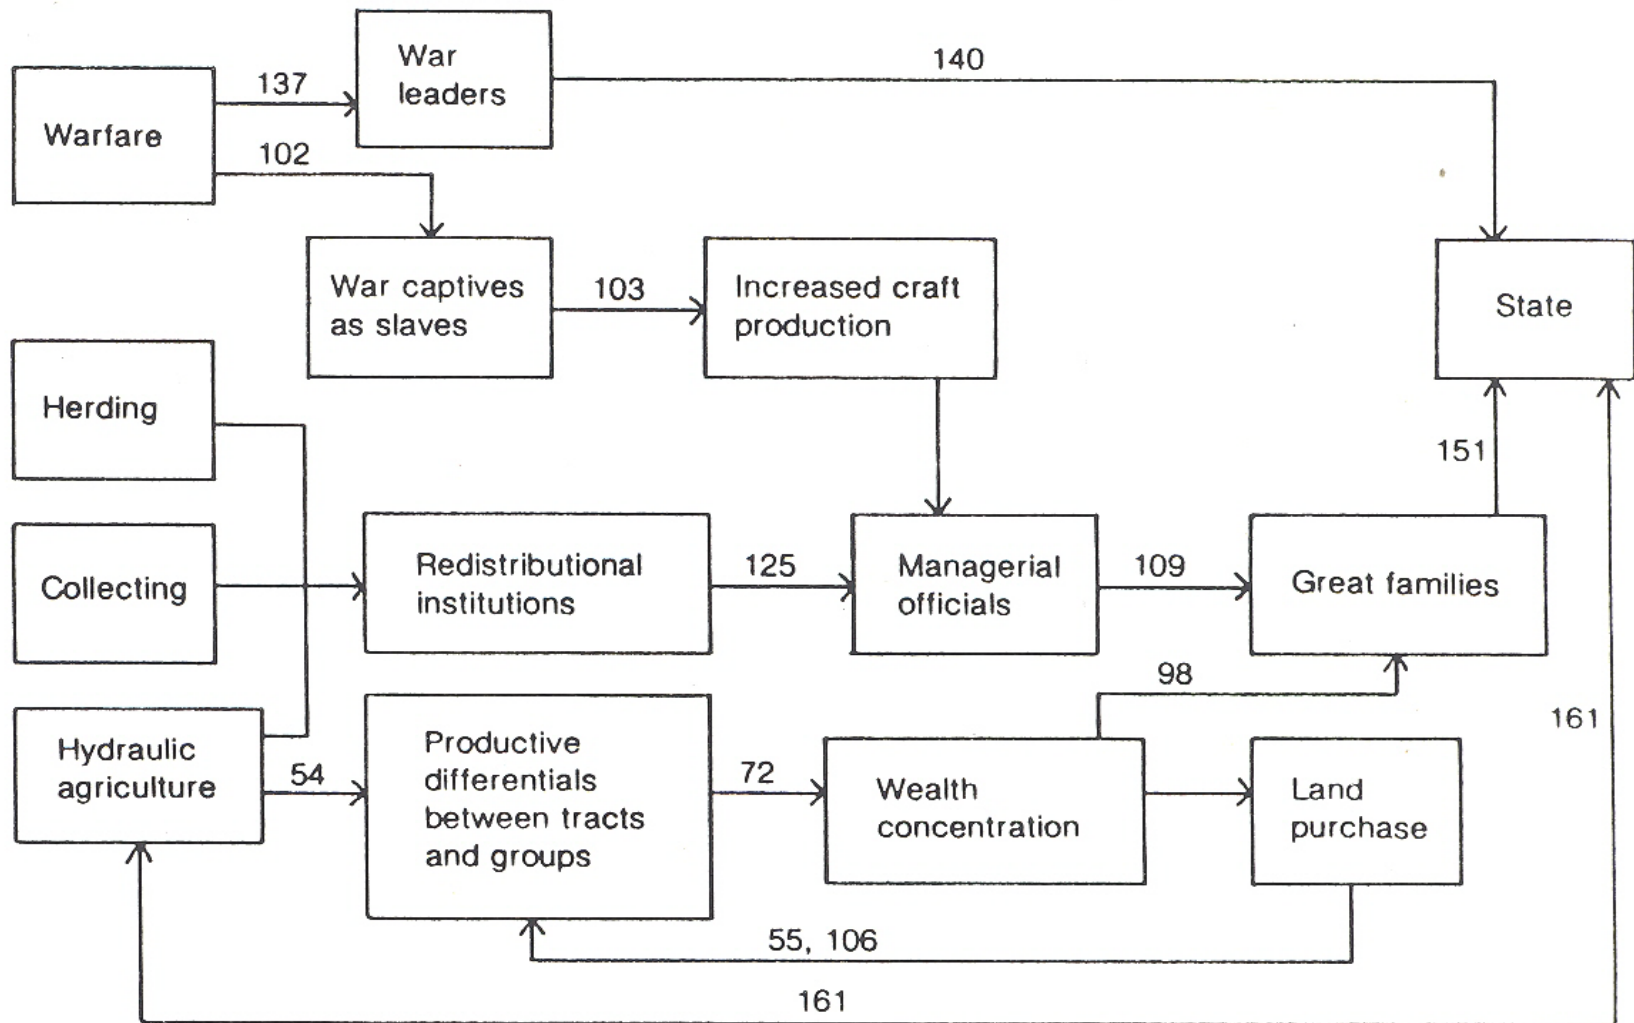 War
leaders
140
137
Warfare
102
War captives
as slaves
103
Increased craft
production
State
Herding
151
Collecting
Redistributional
institutions
125
Managerial
officials
109
Great families
98
161
Hydraulic
agriculture
54
Productive
differentials
between tracts
and groups
72
Wealth
concentration
Land
purchase
55, 106
161